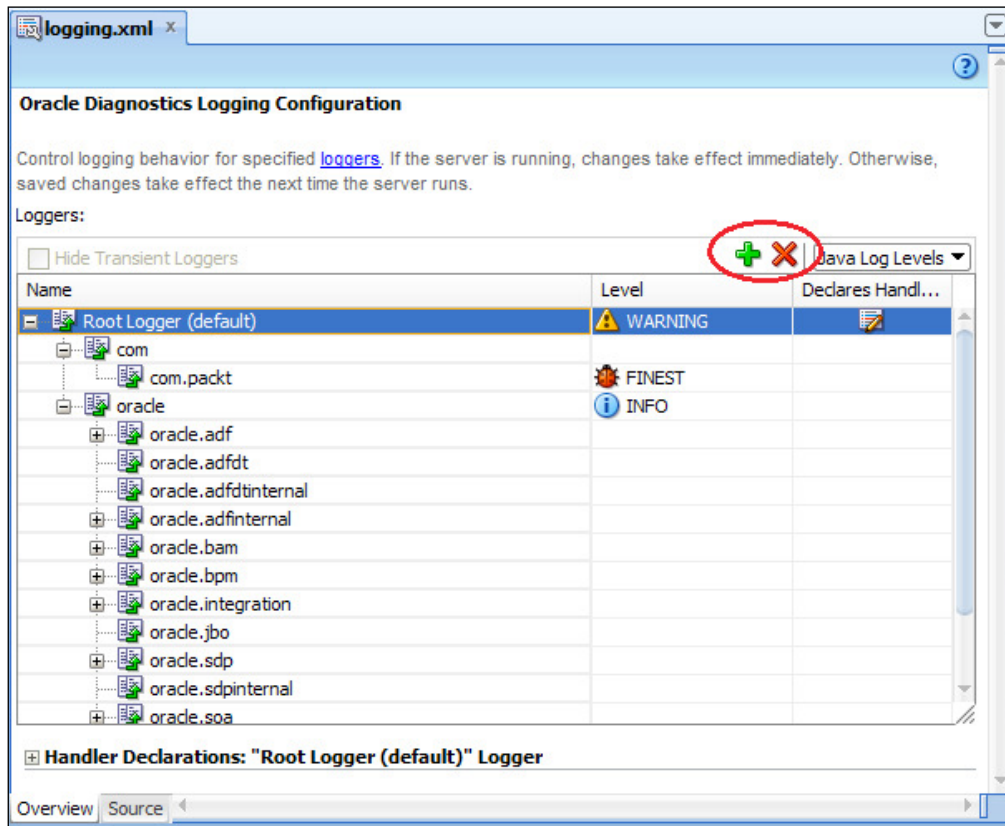 logging.xml
Oracle Diagnostics Logging Configuration
Control logging behavior for specified loggers. If the server is running, changes take effect immediately. Otherwise,
saved changes take effect the next time the server runs.
Loggers:
Hide Transient Loggers Java Log Levels
Name Level Declares Handl...
Root Logger (default) WARNING
com
com.packt FINEST
oracle INFO
oracle.adf
oracle.adfdt
oracle.adfdtinternal
oracle.adfinternal
oracle.bam
oracle.bpm
oracle.integration
oracle.jbo
oracle.sdp
oracle.sdpinternal
oracle.soa
Handler Declarations: "Root Logger (default)" Logger
Overview Source